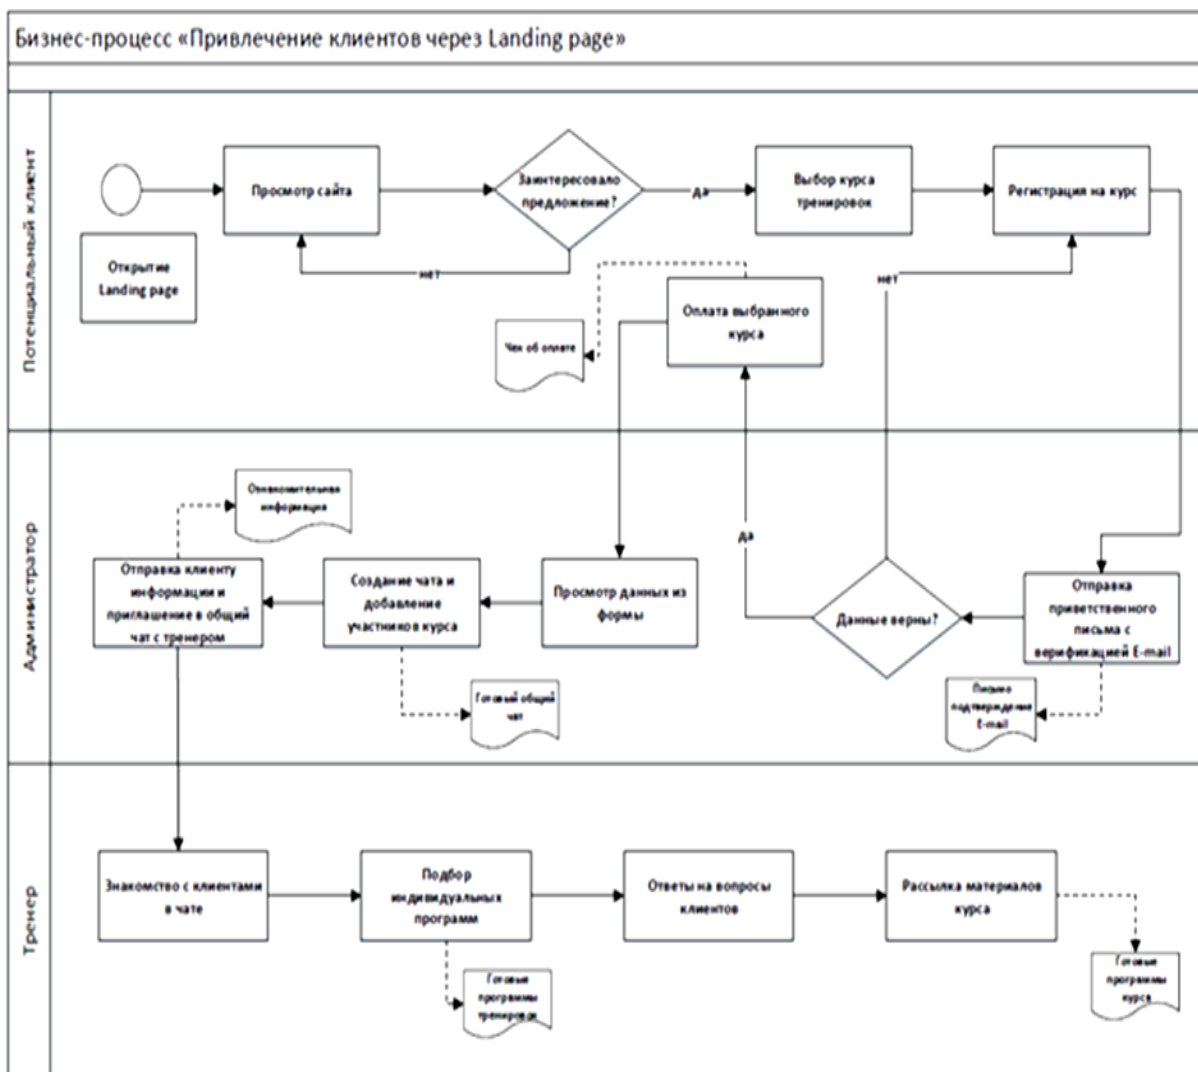 Бизнес-процесс «Привлечение клиентов через Landing page»
Потенциальный клиент
Просмотр сайта
Заинтересовало
предложение?
да
Выбор курса
тренировок
Регистрация на курс
Открытие
Landing page
нет
нет
Оплата выбранного
курса
Чек об оплате
Администратор
Ознакомительная
информация
да
Отправка клиенту
информации и
приглашение в общий
чат с тренером
Создание чата и
добавление
участников курса
Просмотр данных из
формы
Данные верны?
Отправка
приветственного
письма с
верификацией E-mail
Готовый общий
чат
Письмо
подтверждение
E-mail
Тренер
Знакомство с клиентами
в чате
Подбор
индивидуальных
программ
Ответы на вопросы
клиентов
Рассылка материалов
курса
Готовые
программы
тренировок
Готовые
программы
курса